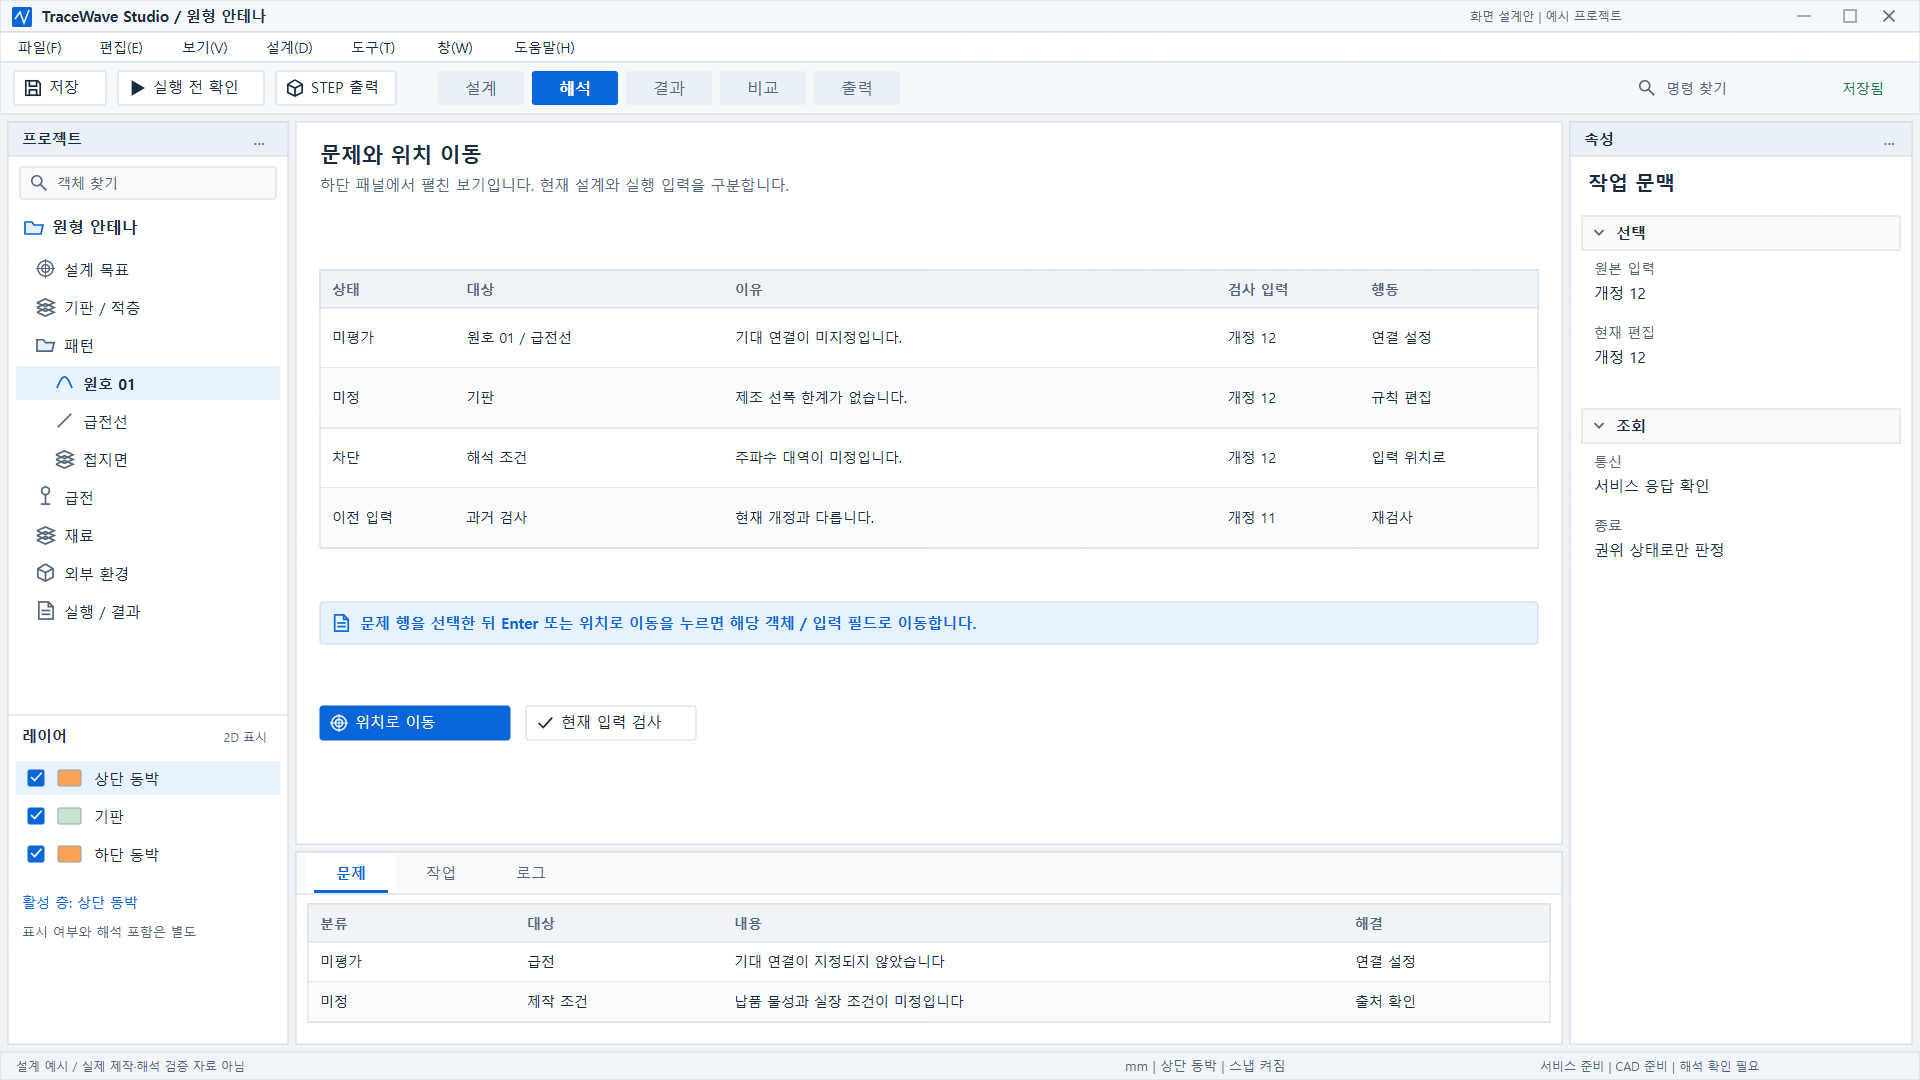 TraceWave Studio / 원형 안테나
화면 설계안 | 예시 프로젝트
파일(F) 편집(E) 보기(V) 설계(D) 도구(T) 창(W) 도움말(H)
저장 실행 전 확인 STEP 출력 설계 해석 결과 비교 출력 명령 찾기 저장됨
프로젝트 ...
객체 찾기
원형 안테나
설계 목표
기판 / 적층
패턴
원호 01
급전선
접지면
급전
재료
외부 환경
실행 / 결과
레이어 2D 표시
상단 동박
기판
하단 동박
활성 층: 상단 동박
표시 여부와 해석 포함은 별도
문제와 위치 이동
하단 패널에서 펼친 보기입니다. 현재 설계와 실행 입력을 구분합니다.
상태 대상 이유 검사 입력 행동
미평가 원호 01 / 급전선 기대 연결이 미지정입니다. 개정 12 연결 설정
미정 기판 제조 선폭 한계가 없습니다. 개정 12 규칙 편집
차단 해석 조건 주파수 대역이 미정입니다. 개정 12 입력 위치로
이전 입력 과거 검사 현재 개정과 다릅니다. 개정 11 재검사
문제 행을 선택한 뒤 Enter 또는 위치로 이동을 누르면 해당 객체 / 입력 필드로 이동합니다.
위치로 이동 현재 입력 검사
문제 작업 로그
분류 대상 내용 해결
미평가 급전 기대 연결이 지정되지 않았습니다 연결 설정
미정 제작 조건 납품 물성과 실장 조건이 미정입니다 출처 확인
속성 ...
작업 문맥
선택
원본 입력
개정 12
현재 편집
개정 12
조회
통신
서비스 응답 확인
종료
권위 상태로만 판정
설계 예시 / 실제 제작·해석 검증 자료 아님
mm | 상단 동박 | 스냅 켜짐
서비스 준비 | CAD 준비 | 해석 확인 필요